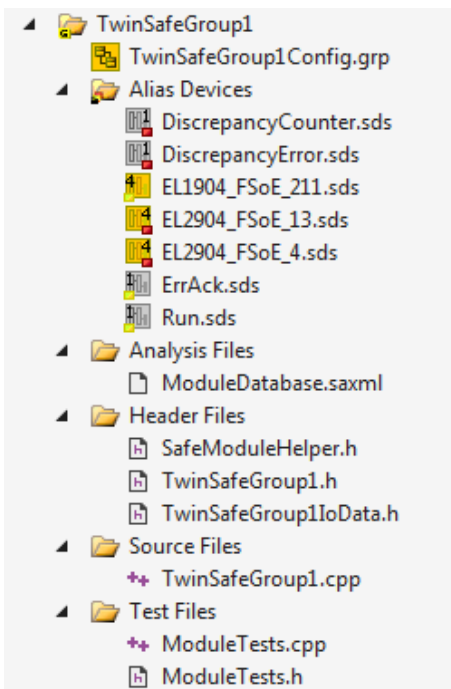 TwinSafeGroup1
TwinSafeGroup1Config.grp
Alias Devices
DiscrepancyCounter.sds
DiscrepancyError.sds
EL1904_FSoE_211.sds
EL2904_FSoE_13.sds
EL2904_FSoE_4.sds
ErrAck.sds
Run.sds
Analysis Files
ModuleDatabase.saxml
Header Files
SafeModuleHelper.h
TwinSafeGroup1.h
TwinSafeGroup1IoData.h
Source Files
TwinSafeGroup1.cpp
Test Files
ModuleTests.cpp
ModuleTests.h